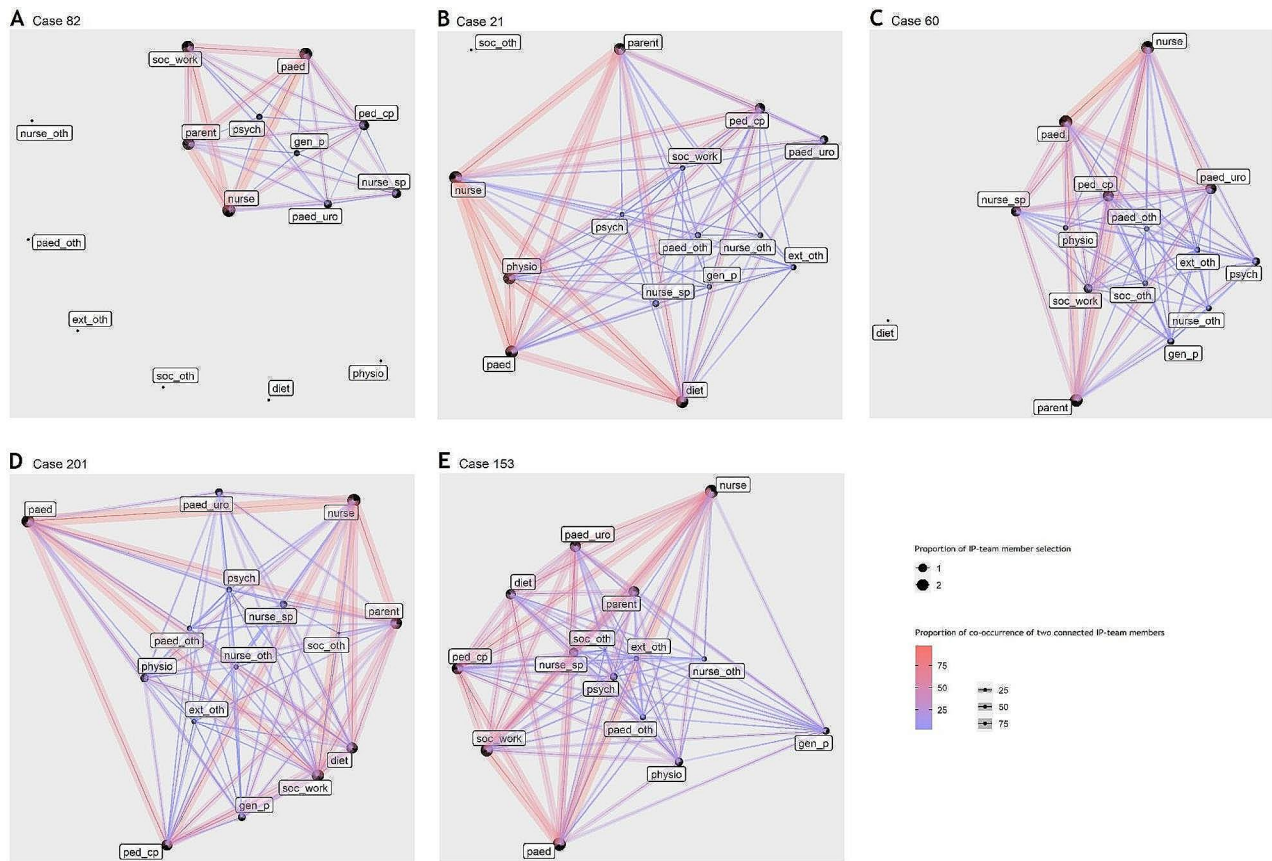 A Case 82
soc_work
paed
nurse_oth
ped_cp
parent
psych
gen_p
nurse_sp
nurse
paed_uro
paed_oth
ext_oth
soc_oth
diet
physio
B Case 21
soc_oth
parent
ped_cp
paed_uro
soc_work
nurse
psych
paed_oth
nurse_oth
ext_oth
physio
gen_p
nurse_sp
paed
diet
C Case 60
nurse
paed
paed_uro
ped_cp
nurse_sp
paed_oth
physio
ext_oth
psych
soc_work
soc_oth
nurse_oth
diet
gen_p
parent
D Case 201
paed
paed_uro
nurse
psych
nurse_sp
parent
paed_oth
soc_oth
nurse_oth
physio
ext_oth
diet
soc_work
gen_p
ped_cp
E Case 153
nurse
paed_uro
diet
parent
soc_oth
ext_oth
ped_cp
nurse_sp
nurse_oth
psych
paed_oth
soc_work
gen_p
physio
paed
Proportion of IP-team member selection
1
2
Proportion of co-occurrence of two connected IP-team members
75
50
25
25
50
75